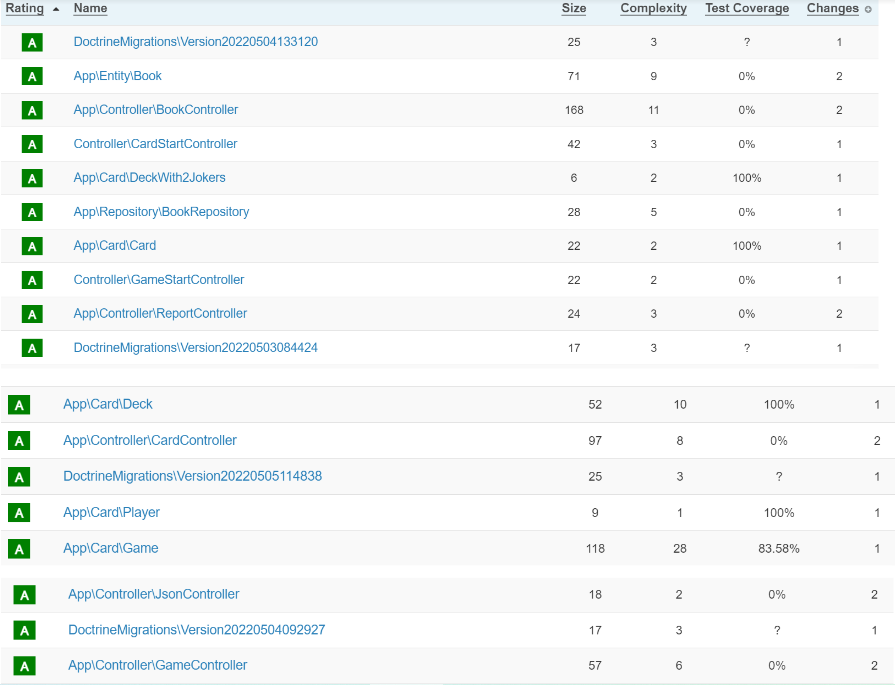 Rating Name Size Complexity Test Coverage Changes
A DoctrineMigrations\Version20220504133120 25 3 ? 1
A App\Entity\Book 71 9 0% 2
A App\Controller\BookController 168 11 0% 2
A Controller\CardStartController 42 3 0% 1
A App\Card\DeckWith2Jokers 6 2 100% 1
A App\Repository\BookRepository 28 5 0% 1
A App\Card\Card 22 2 100% 1
A Controller\GameStartController 22 2 0% 1
A App\Controller\ReportController 24 3 0% 2
A DoctrineMigrations\Version20220503084424 17 3 ? 1
A App\Card\Deck 52 10 100% 1
A App\Controller\CardController 97 8 0% 2
A DoctrineMigrations\Version20220505114838 25 3 ? 1
A App\Card\Player 9 1 100% 1
A App\Card\Game 118 28 83.58% 1
A App\Controller\JsonController 18 2 0% 2
A DoctrineMigrations\Version20220504092927 17 3 ? 1
A App\Controller\GameController 57 6 0% 2